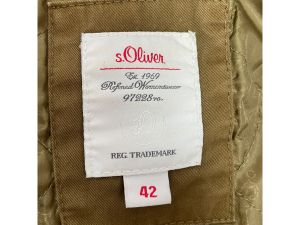 s.Oliver
Est. 1969
Refined Womenswear
97228 ro.
REG. TRADEMARK
42